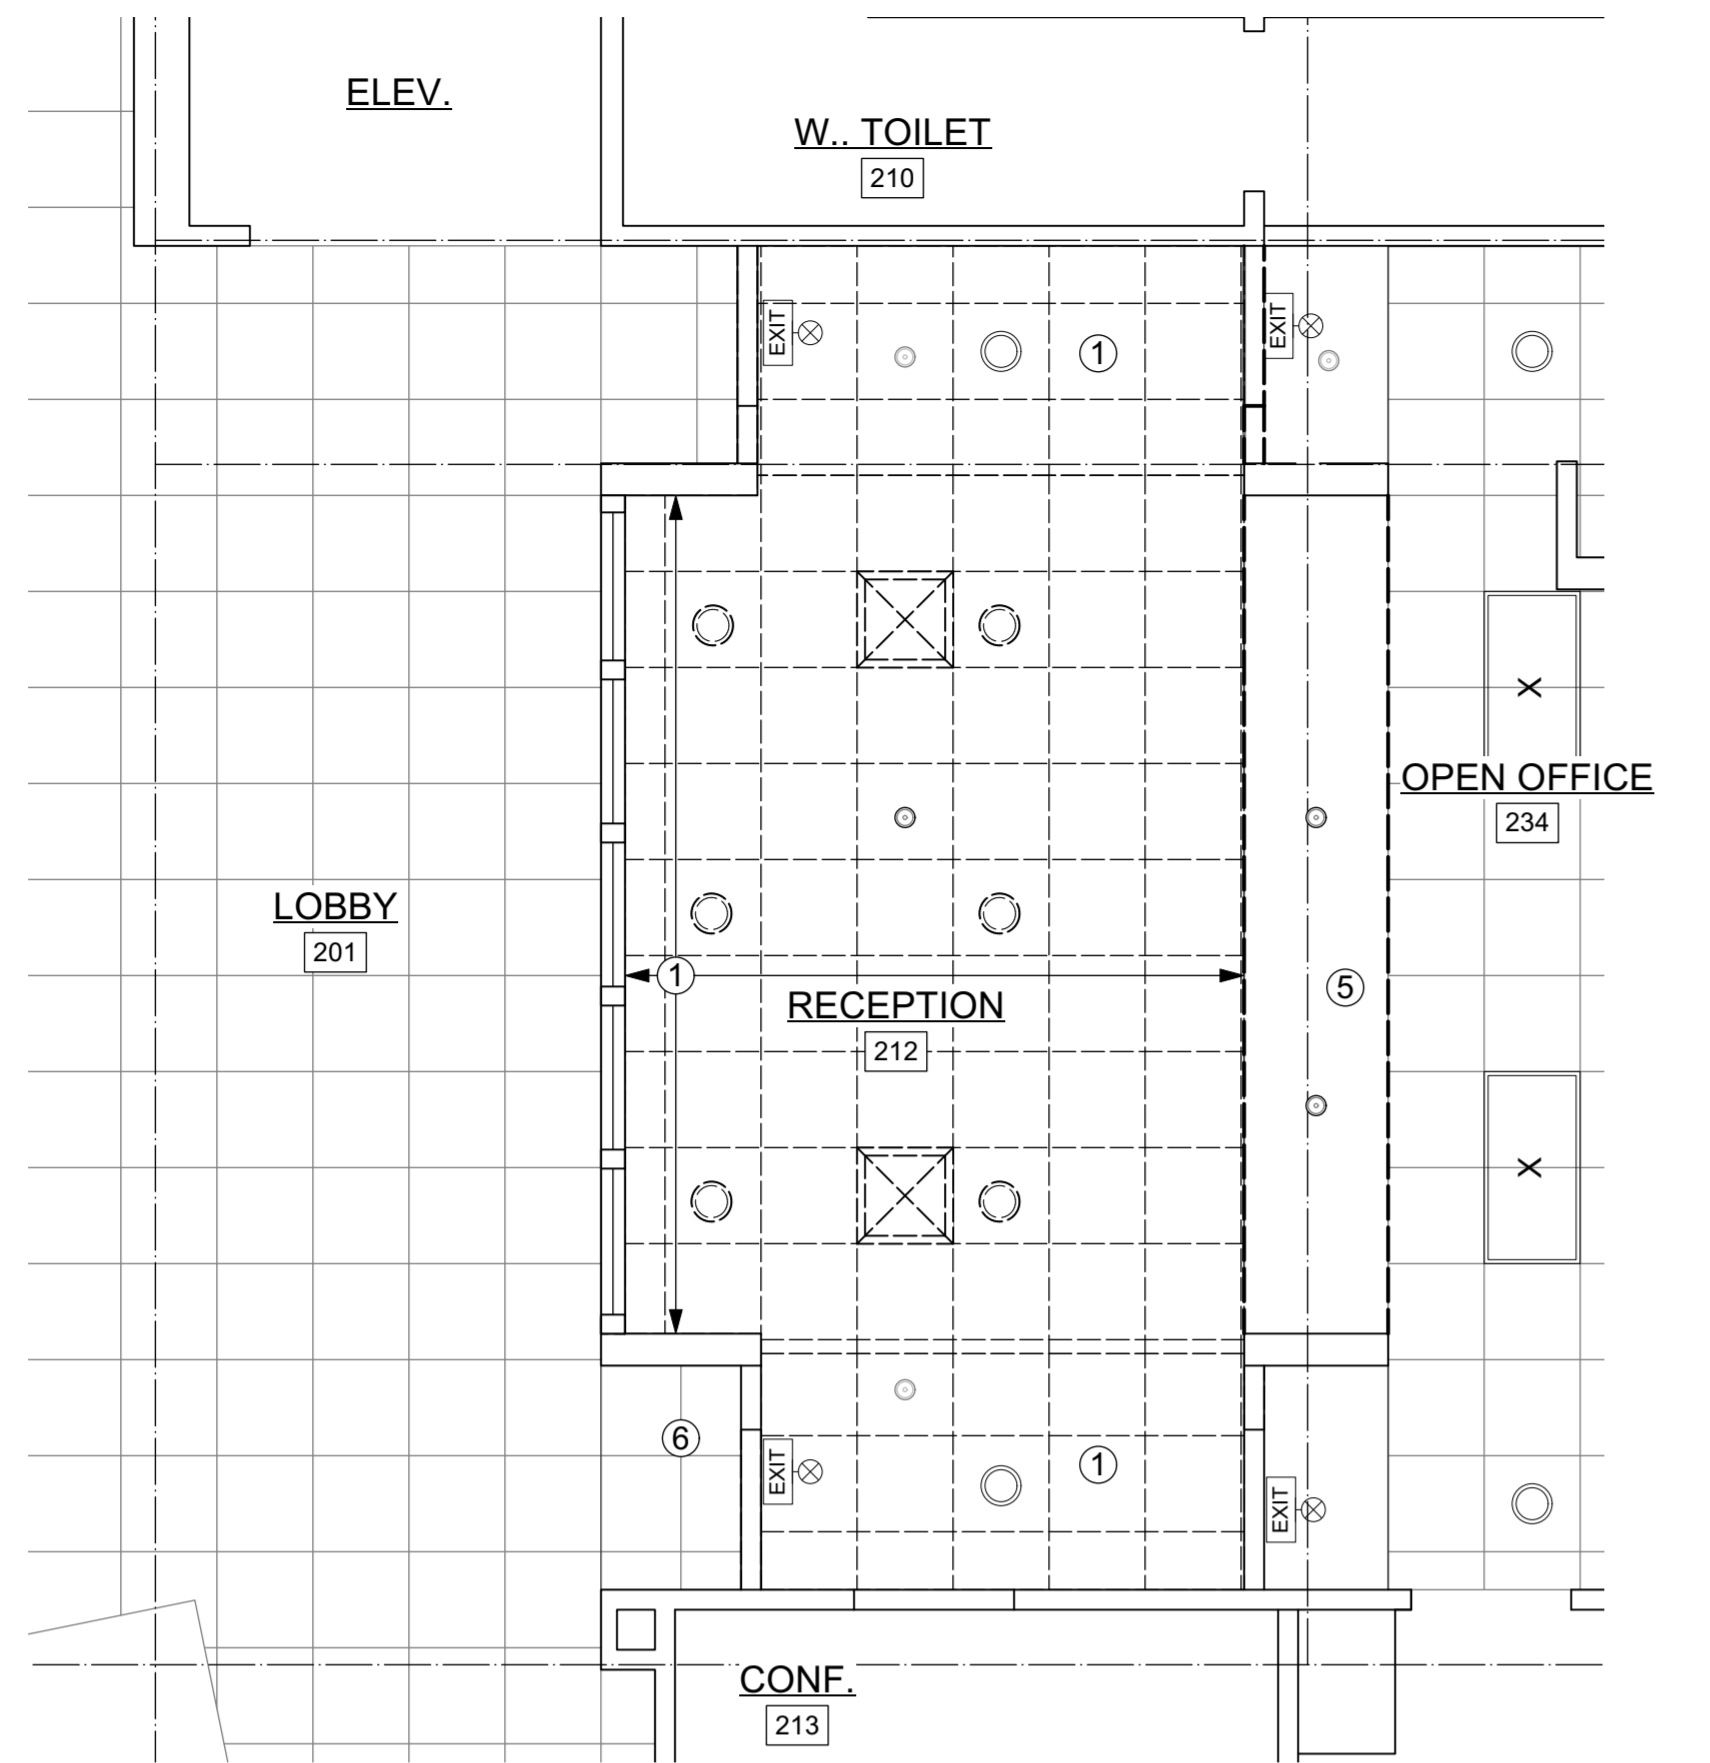 ELEV.
W.. TOILET
210
EXIT
1
EXIT
X
OPEN OFFICE
234
LOBBY
201
1
5
RECEPTION
212
X
6
EXIT
1
EXIT
CONF.
213